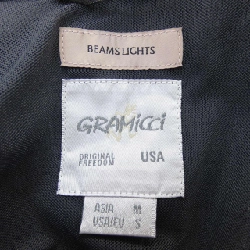 BEAMS LIGHTS
GRAMiCCi
ORIGINAL USA
FREEDOM
ASIA M
USA/EU S